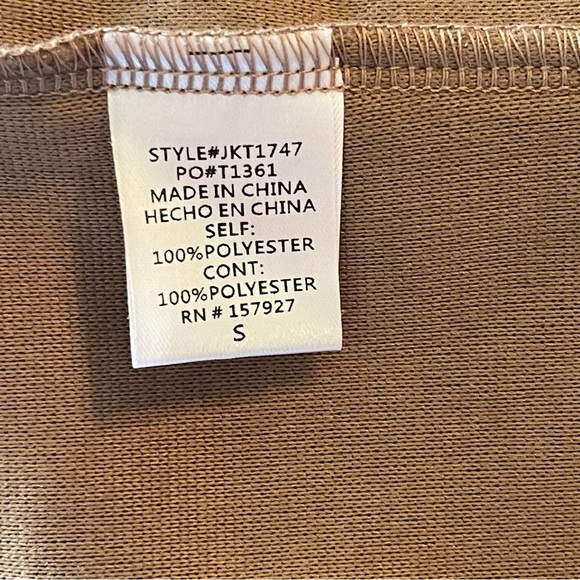 STYLE#JKT1747
PO#T1361
MADE IN CHINA
HECHO EN CHINA
SELF:
100%POLYESTER
CONT:
100%POLYESTER
RN # 157927
S